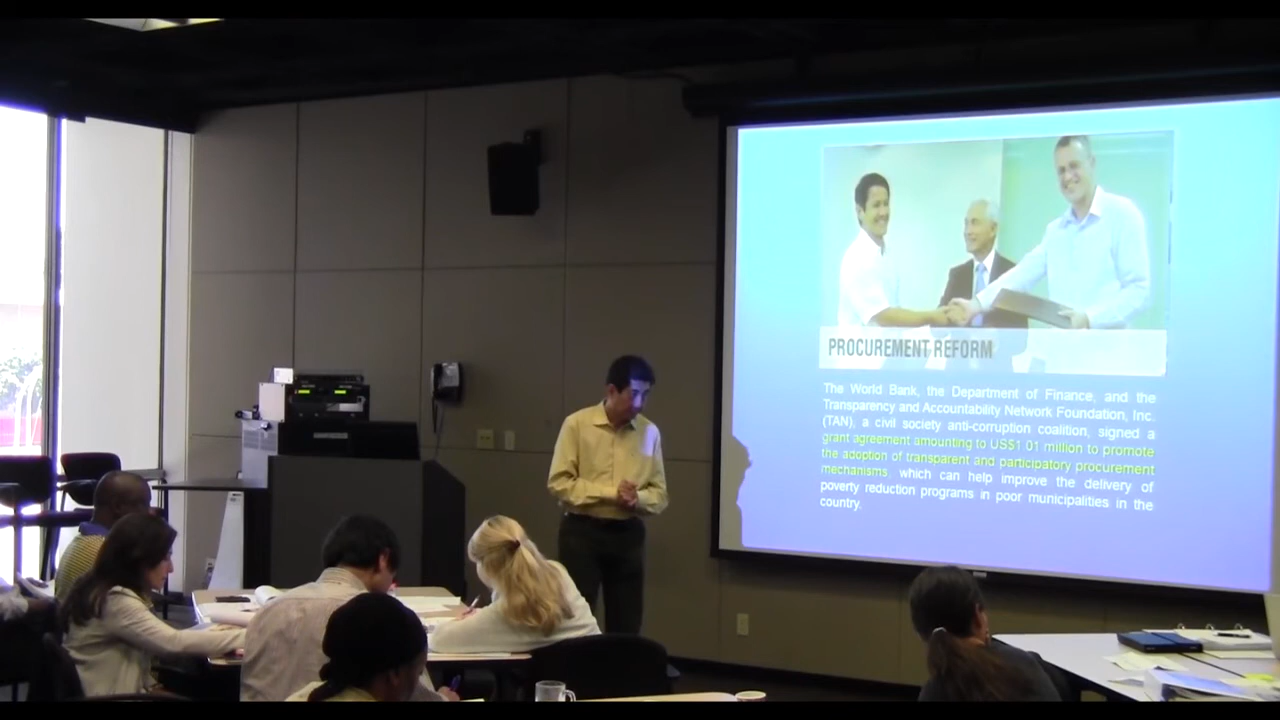 PROCUREMENT REFORM
The World Bank, the Department of Finance, and the
Transparency and Accountability Network Foundation, Inc.
(TAN), a civil society anti-corruption coalition, signed a
grant agreement amounting to US$1.01 million to promote
the adoption of transparent and participatory procurement
mechanisms, which can help improve the delivery of
poverty reduction programs in poor municipalities in the
country.